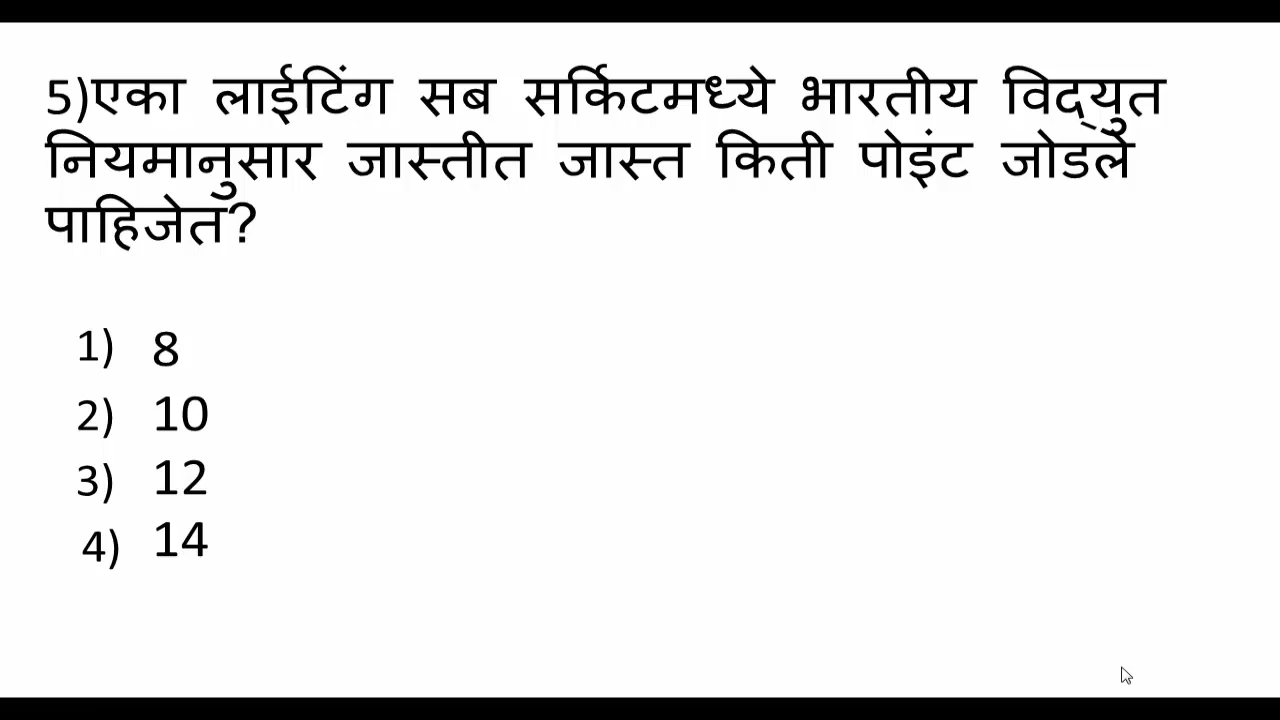 5)एका लाईटिंग सब सर्किटमध्ये भारतीय विद्‌युत
नियमानुसार जास्तीत जास्त किती पोइंट जोडले
पाहिजेत?
1) 8
2) 10
3) 12
4) 14